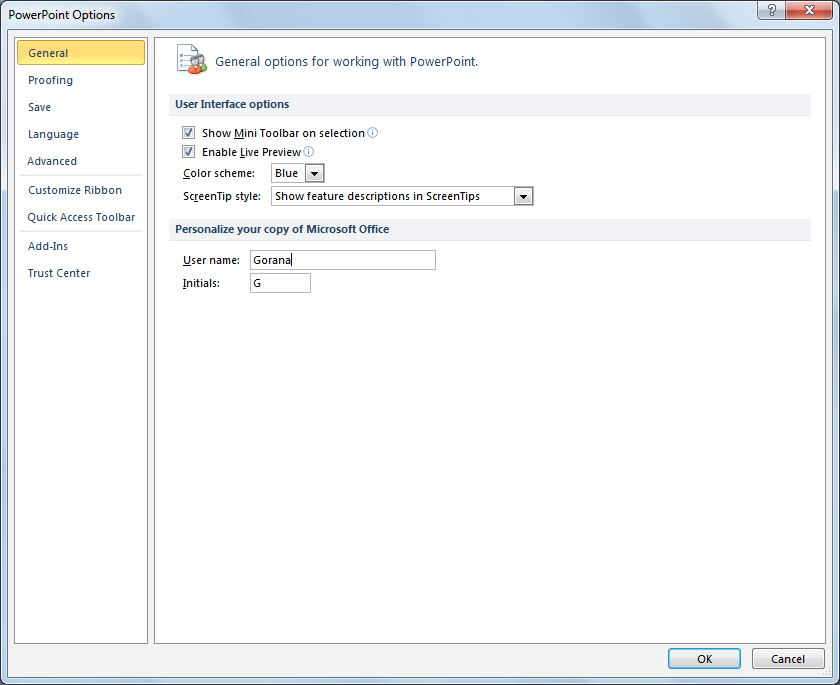 PowerPoint Options
?
General
Proofing
Save
Language
Advanced
Customize Ribbon
Quick Access Toolbar
Add-Ins
Trust Center
General options for working with PowerPoint.
User Interface options
Show Mini Toolbar on selection
Enable Live Preview
Color scheme: Blue
ScreenTip style: Show feature descriptions in ScreenTips
Personalize your copy of Microsoft Office
User name: Gorana
Initials: G
OK Cancel